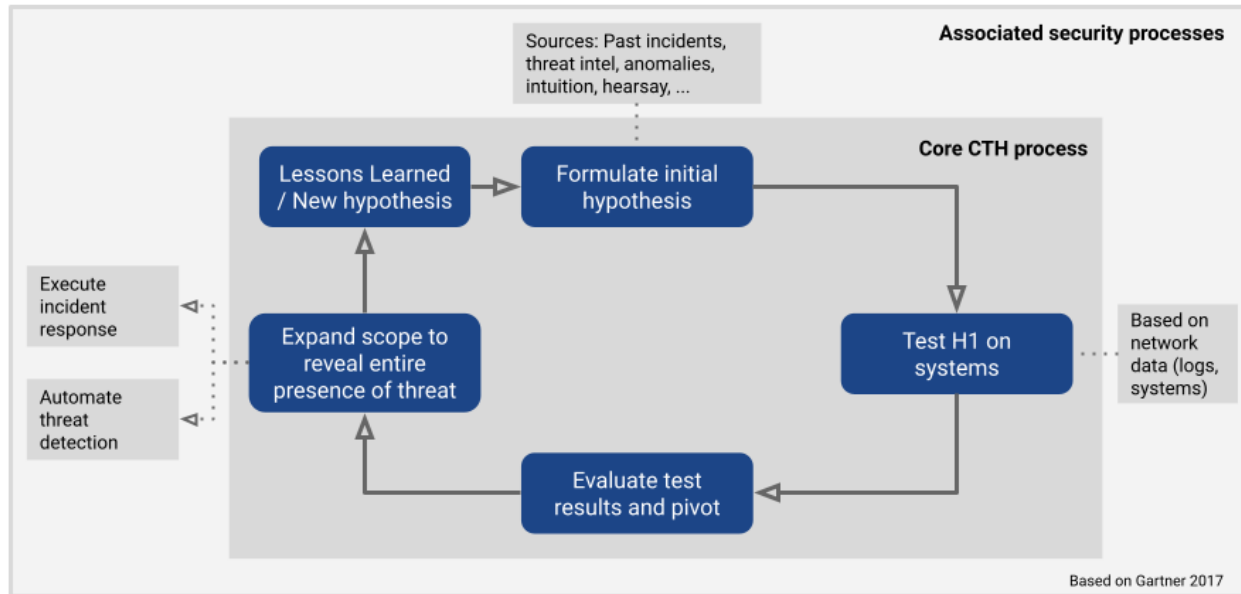 Associated security processes
Sources: Past incidents,
threat intel, anomalies,
intuition, hearsay, ...
Core CTH process
Lessons Learned
/ New hypothesis
Formulate initial
hypothesis
Execute
incident
response
Expand scope to
reveal entire
presence of threat
Test H1 on
systems
Based on
network
data (logs,
systems)
Automate
threat
detection
Evaluate test
results and pivot
Based on Gartner 2017